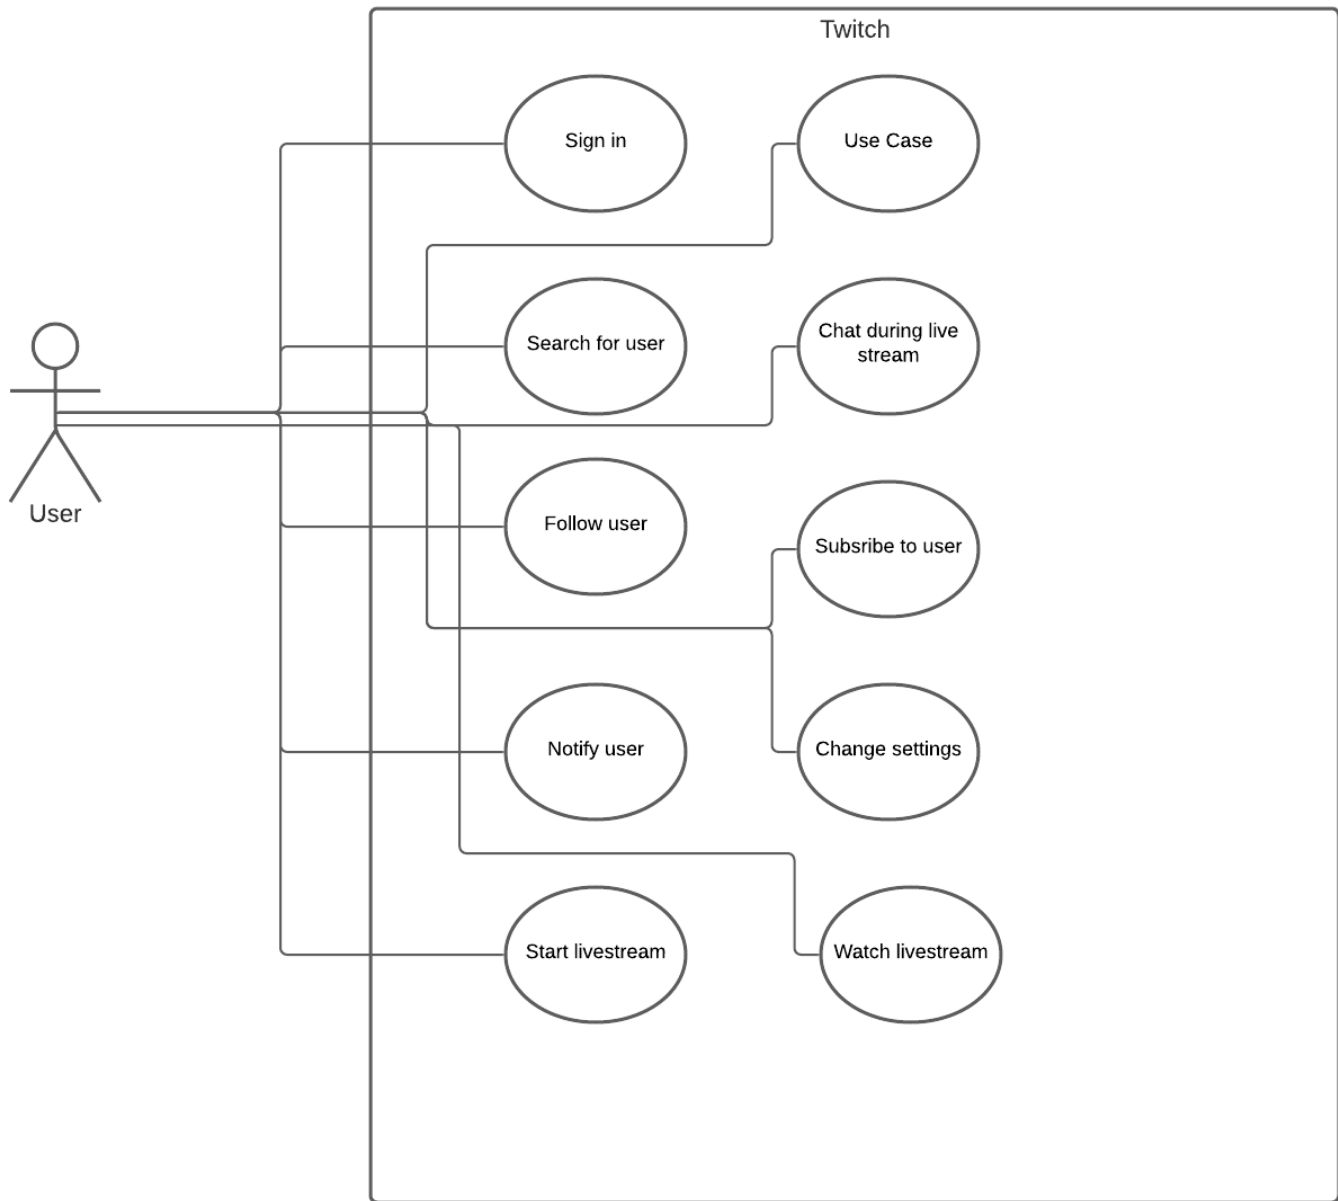 Twitch
Sign in
Use Case
Search for user
Chat during live
stream
User
Follow user
Subsribe to user
Notify user
Change settings
Start livestream
Watch livestream